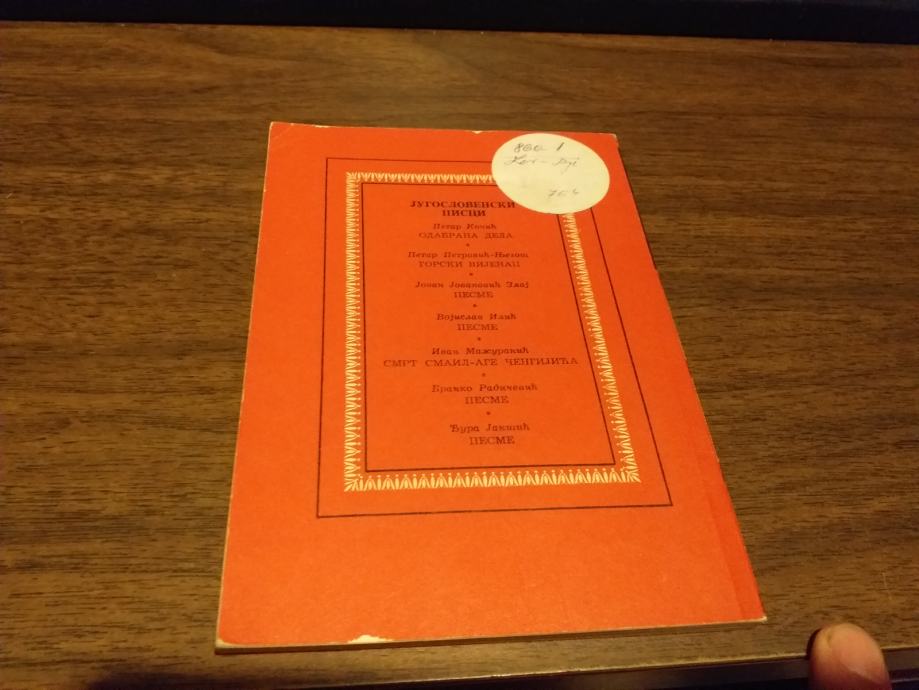 ЈУГОСЛОВЕНСКИ
ПИСЦИ
Петар Кочић
ОДАБРАНА ДЕЛА
Петар Петровић-Његош
ГОРСКИ ВИЈЕНАЦ
Јован Јовановић Змај
ПЕСМЕ
Војислав Илић
ПЕСМЕ
Иван Мажуранић
СМРТ СМАИЛ-АГЕ ЧЕНГИЈИЋА
Бранко Радичевић
ПЕСМЕ
Ђура Јакшић
ПЕСМЕ